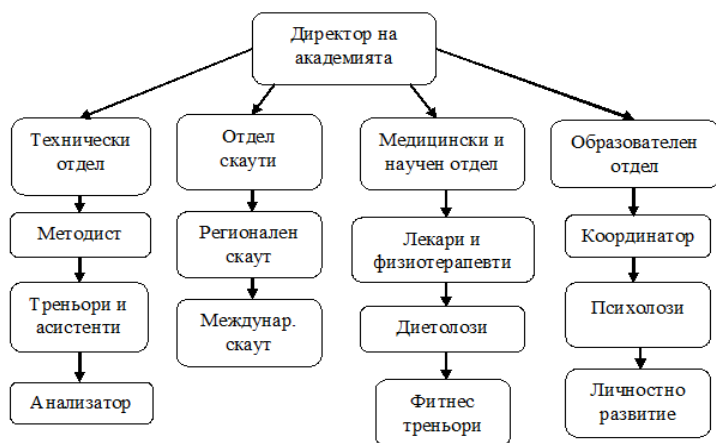 Директор на
академията
Технически
отдел
Отдел
скаути
Медицински и
научен отдел
Образователен
отдел
Методист
Регионален
скаут
Лекари и
физиотерапевти
Координатор
Треньори и
асистенти
Междунар.
скаут
Диетолози
Психолози
Анализатор
Фитнес
треньори
Личностно
развитие